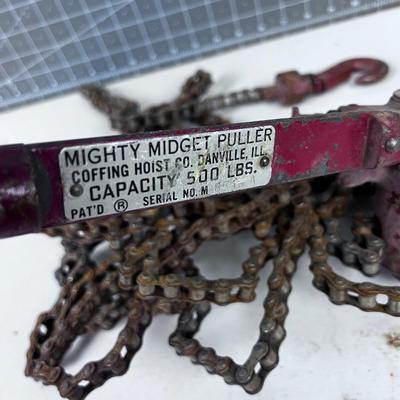 MIGHTY MIDGET PULLER
COFFING HOIST CO. DANVILLE, ILL.
CAPACITY 500 LBS.
PAT'D ® SERIAL NO. M